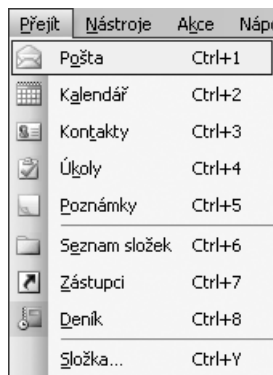 Přejít Nástroje Akce Nápo
Pošta Ctrl+1
Kalendář Ctrl+2
Kontakty Ctrl+3
Úkoly Ctrl+4
Poznámky Ctrl+5
Seznam složek Ctrl+6
Zástupci Ctrl+7
Deník Ctrl+8
Složka... Ctrl+Y